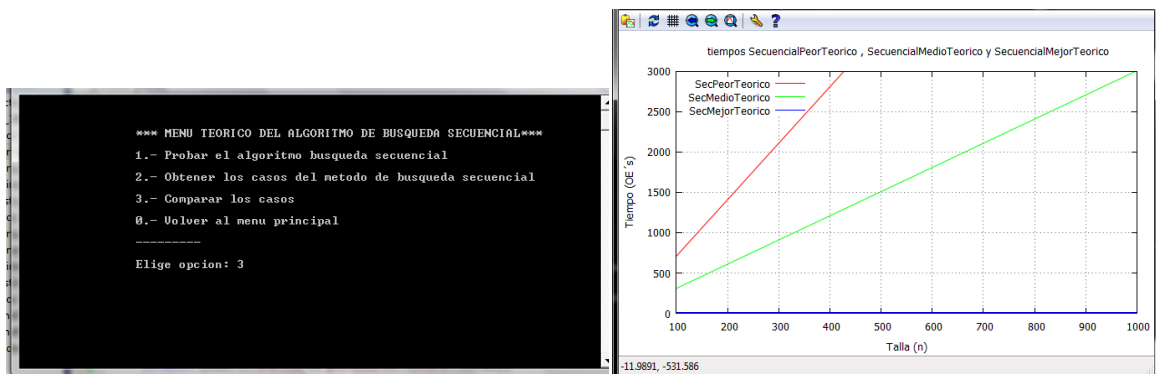 *** MENU TEORICO DEL ALGORITMO DE BUSQUEDA SECUENCIAL***
1.- Probar el algoritmo busqueda secuencial
2.- Obtener los casos del metodo de busqueda secuencial
3.- Comparar los casos
0.- Volver al menu principal
---------
Elige opcion: 3
tiempos SecuencialPeorTeorico , SecuencialMedioTeorico y SecuencialMejorTeorico
SecPeorTeorico
SecMedioTeorico
SecMejorTeorico
Tiempo (OE´s)
3000
2500
2000
1500
1000
500
0
100 200 300 400 500 600 700 800 900 1000
Talla (n)
-11.9891, -531.586